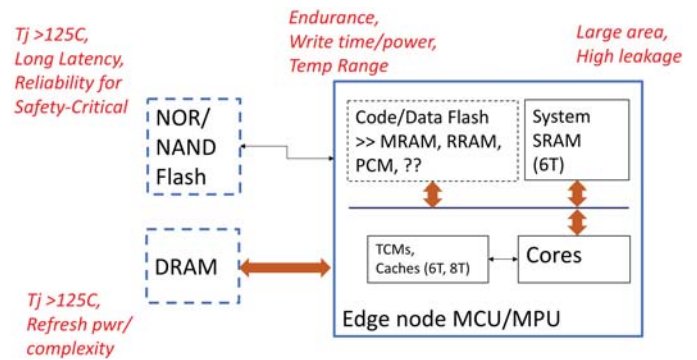 Tj >125C,
Long Latency,
Reliability for
Safety-Critical
Endurance,
Write time/power,
Temp Range
Large area,
High leakage
NOR/
NAND
Flash
Code/Data Flash
>> MRAM, RRAM,
PCM, ??
System
SRAM
(6T)
DRAM
TCMs,
Caches (6T, 8T)
Cores
Edge node MCU/MPU
Tj >125C,
Refresh pwr/
complexity